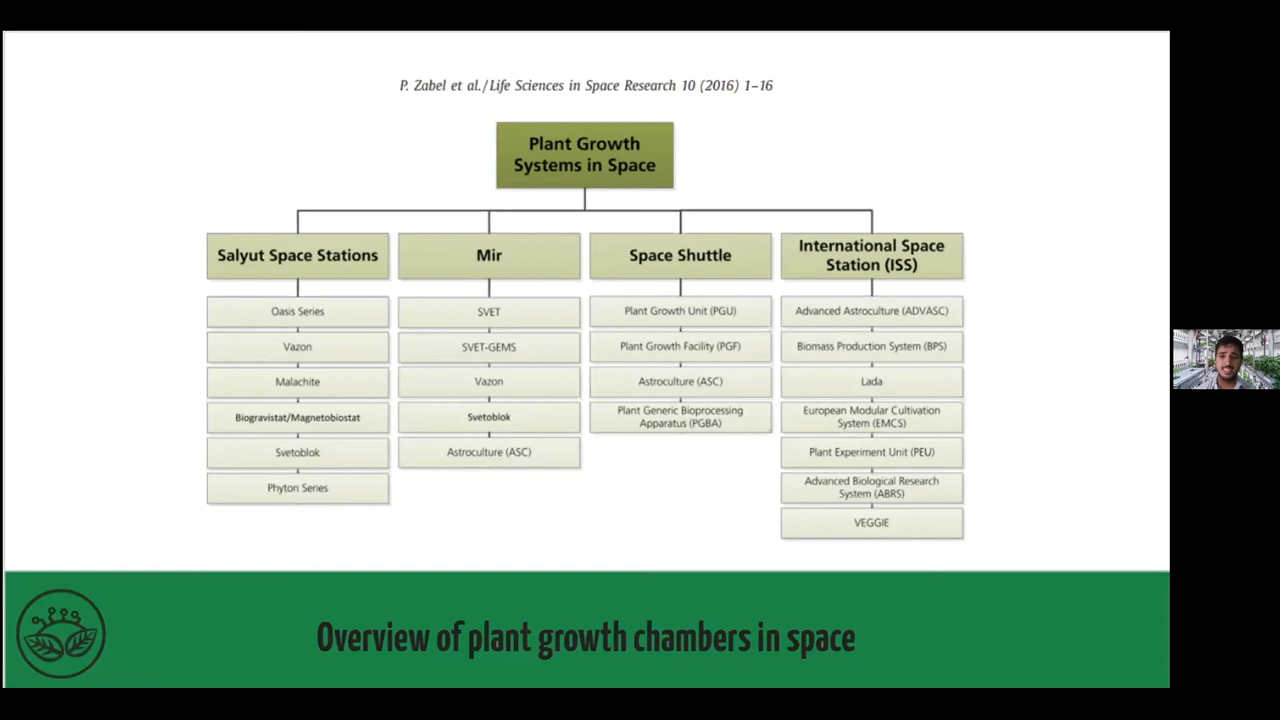 P. Zabel et al./Life Sciences in Space Research 10 (2016) 1–16
Plant Growth
Systems in Space
Salyut Space Stations
Oasis Series
Vazon
Malachite
Biogravistat/Magnetobiostat
Svetoblok
Phyton Series
Mir
SVET
SVET-GEMS
Vazon
Svetoblok
Astroculture (ASC)
Space Shuttle
Plant Growth Unit (PGU)
Plant Growth Facility (PGF)
Astroculture (ASC)
Plant Generic Bioprocessing
Apparatus (PGBA)
International Space
Station (ISS)
Advanced Astroculture (ADVASC)
Biomass Production System (BPS)
Lada
European Modular Cultivation
System (EMCS)
Plant Experiment Unit (PEU)
Advanced Biological Research
System (ABRS)
VEGGIE
Overview of plant growth chambers in space